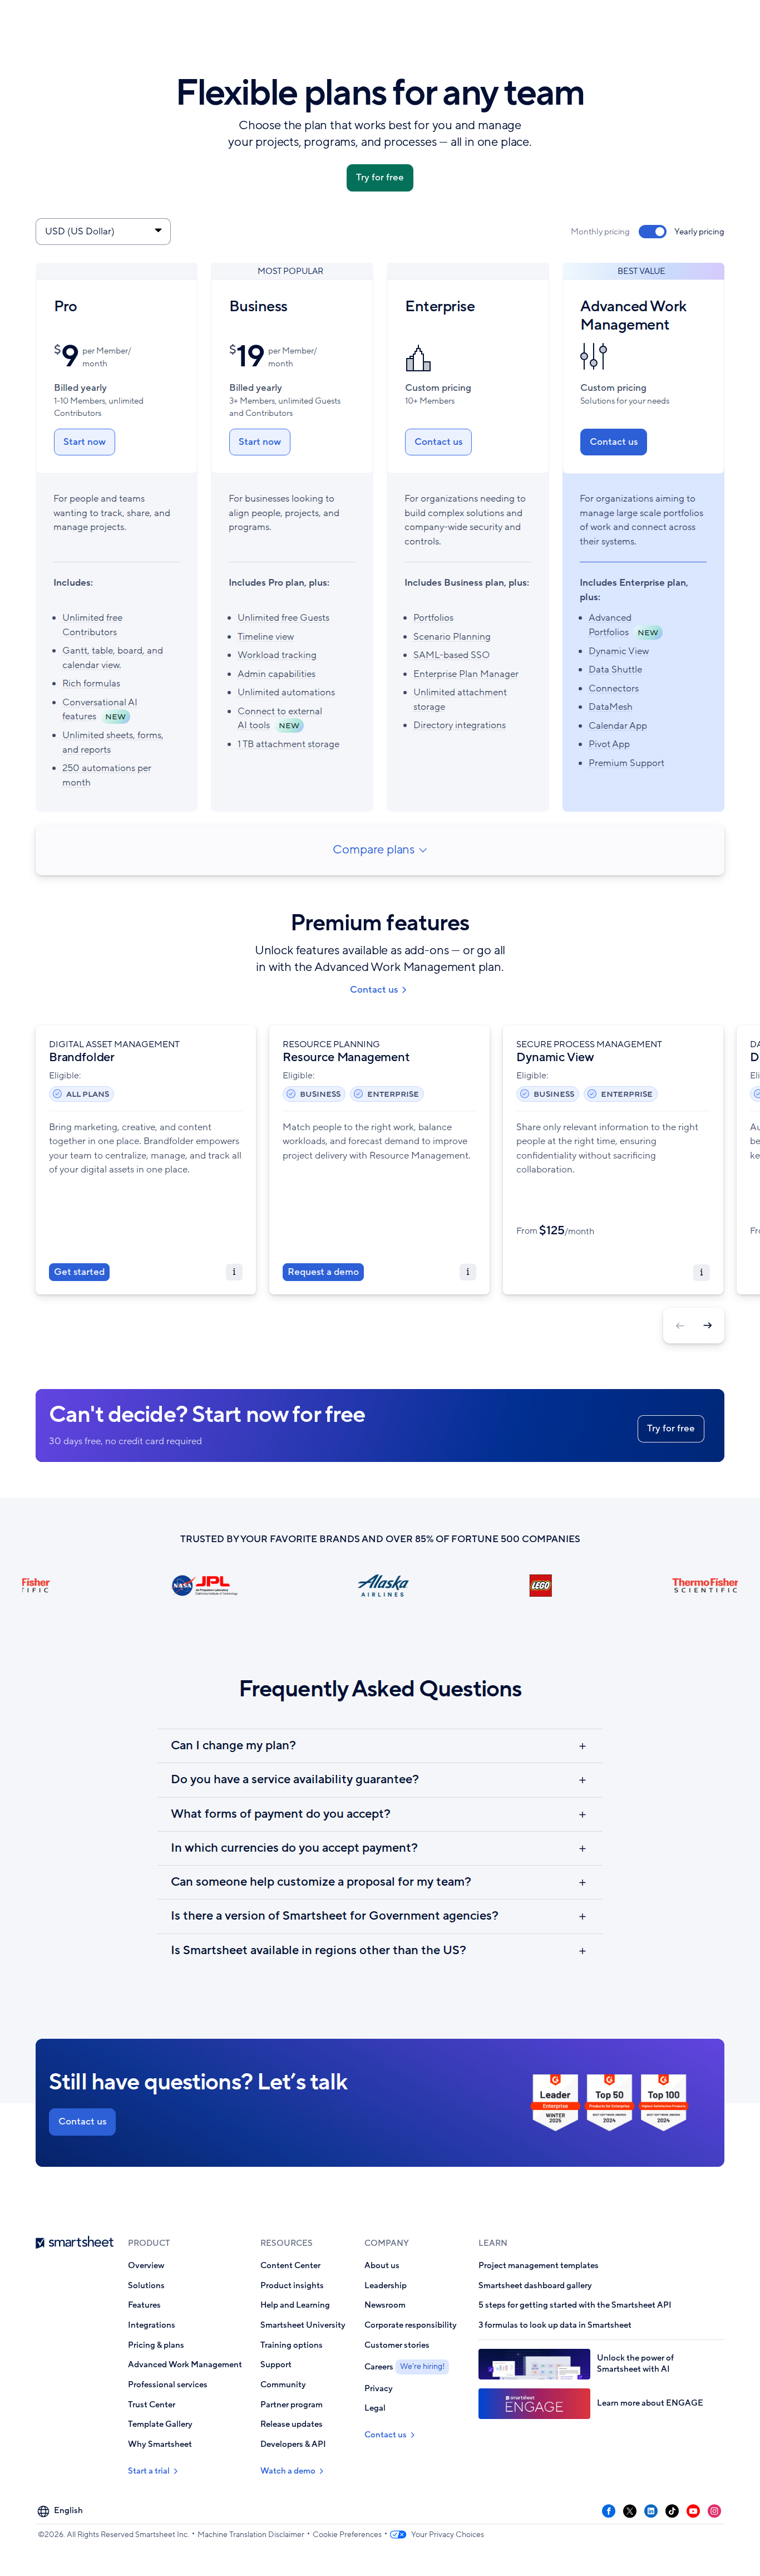 Flexible plans for any team
Choose the plan that works best for you and manage
your projects, programs, and processes — all in one place.
Try for free
USD (US Dollar)
Monthly pricing
Yearly pricing
Pro
$9 per Member/
month
Billed yearly
1-10 Members, unlimited
Contributors
Start now
For people and teams
wanting to track, share, and
manage projects.
Includes:
• Unlimited free
Contributors
• Gantt, table, board, and
calendar view.
• Rich formulas
• Conversational AI
features NEW
• Unlimited sheets, forms,
and reports
• 250 automations per
month
MOST POPULAR
Business
$19 per Member/
month
Billed yearly
3+ Members, unlimited Guests
and Contributors
Start now
For businesses looking to
align people, projects, and
programs.
Includes Pro plan, plus:
• Unlimited free Guests
• Timeline view
• Workload tracking
• Admin capabilities
• Unlimited automations
• Connect to external
AI tools NEW
• 1 TB attachment storage
Enterprise
Custom pricing
10+ Members
Contact us
For organizations needing to
build complex solutions and
company-wide security and
controls.
Includes Business plan, plus:
• Portfolios
• Scenario Planning
• SAML-based SSO
• Enterprise Plan Manager
• Unlimited attachment
storage
• Directory integrations
BEST VALUE
Advanced Work
Management
Custom pricing
Solutions for your needs
Contact us
For organizations aiming to
manage large scale portfolios
of work and connect across
their systems.
Includes Enterprise plan,
plus:
• Advanced
Portfolios NEW
• Dynamic View
• Data Shuttle
• Connectors
• DataMesh
• Calendar App
• Pivot App
• Premium Support
Compare plans
Premium features
Unlock features available as add-ons — or go all
in with the Advanced Work Management plan.
Contact us
DIGITAL ASSET MANAGEMENT
Brandfolder
Eligible:
ALL PLANS
Bring marketing, creative, and content
together in one place. Brandfolder empowers
your team to centralize, manage, and track all
of your digital assets in one place.
Get started
i
RESOURCE PLANNING
Resource Management
Eligible:
BUSINESS ENTERPRISE
Match people to the right work, balance
workloads, and forecast demand to improve
project delivery with Resource Management.
Request a demo
i
SECURE PROCESS MANAGEMENT
Dynamic View
Eligible:
BUSINESS ENTERPRISE
Share only relevant information to the right
people at the right time, ensuring
confidentiality without sacrificing
collaboration.
From $125/month
i
Can't decide? Start now for free
30 days free, no credit card required
Try for free
TRUSTED BY YOUR FAVORITE BRANDS AND OVER 85% OF FORTUNE 500 COMPANIES
Fisher
TIFIC
NASA
JPL
Alaska
AIRLINES
LEGO
ThermoFisher
SCIENTIFIC
Frequently Asked Questions
Can I change my plan? +
Do you have a service availability guarantee? +
What forms of payment do you accept? +
In which currencies do you accept payment? +
Can someone help customize a proposal for my team? +
Is there a version of Smartsheet for Government agencies? +
Is Smartsheet available in regions other than the US? +
Still have questions? Let’s talk
Contact us
Leader
Enterprise
WINTER
2025
Top 50
Products for Enterprise
BEST SOFTWARE AWARDS
2024
Top 100
Highest Satisfaction Products
BEST SOFTWARE AWARDS
2024
smartsheet
PRODUCT
Overview
Solutions
Features
Integrations
Pricing & plans
Advanced Work Management
Professional services
Trust Center
Template Gallery
Why Smartsheet
Start a trial
RESOURCES
Content Center
Product insights
Help and Learning
Smartsheet University
Training options
Support
Community
Partner program
Release updates
Developers & API
Watch a demo
COMPANY
About us
Leadership
Newsroom
Corporate responsibility
Customer stories
Careers We're hiring!
Privacy
Legal
Contact us
LEARN
Project management templates
Smartsheet dashboard gallery
5 steps for getting started with the Smartsheet API
3 formulas to look up data in Smartsheet
Unlock the power of
Smartsheet with AI
smartsheet
ENGAGE
Learn more about ENGAGE
English
©2026. All Rights Reserved Smartsheet Inc. • Machine Translation Disclaimer • Cookie Preferences • Your Privacy Choices